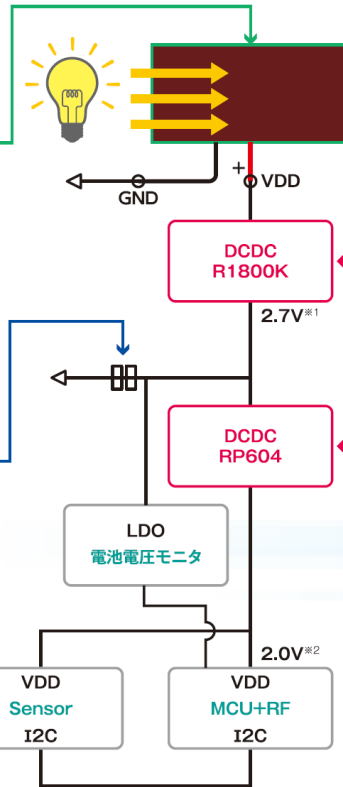 +
VDD
GND
DCDC
R1800K
2.7V※1
DCDC
RP604
LDO
電池電圧モニタ
2.0V※2
VDD
Sensor
I2C
VDD
MCU+RF
I2C